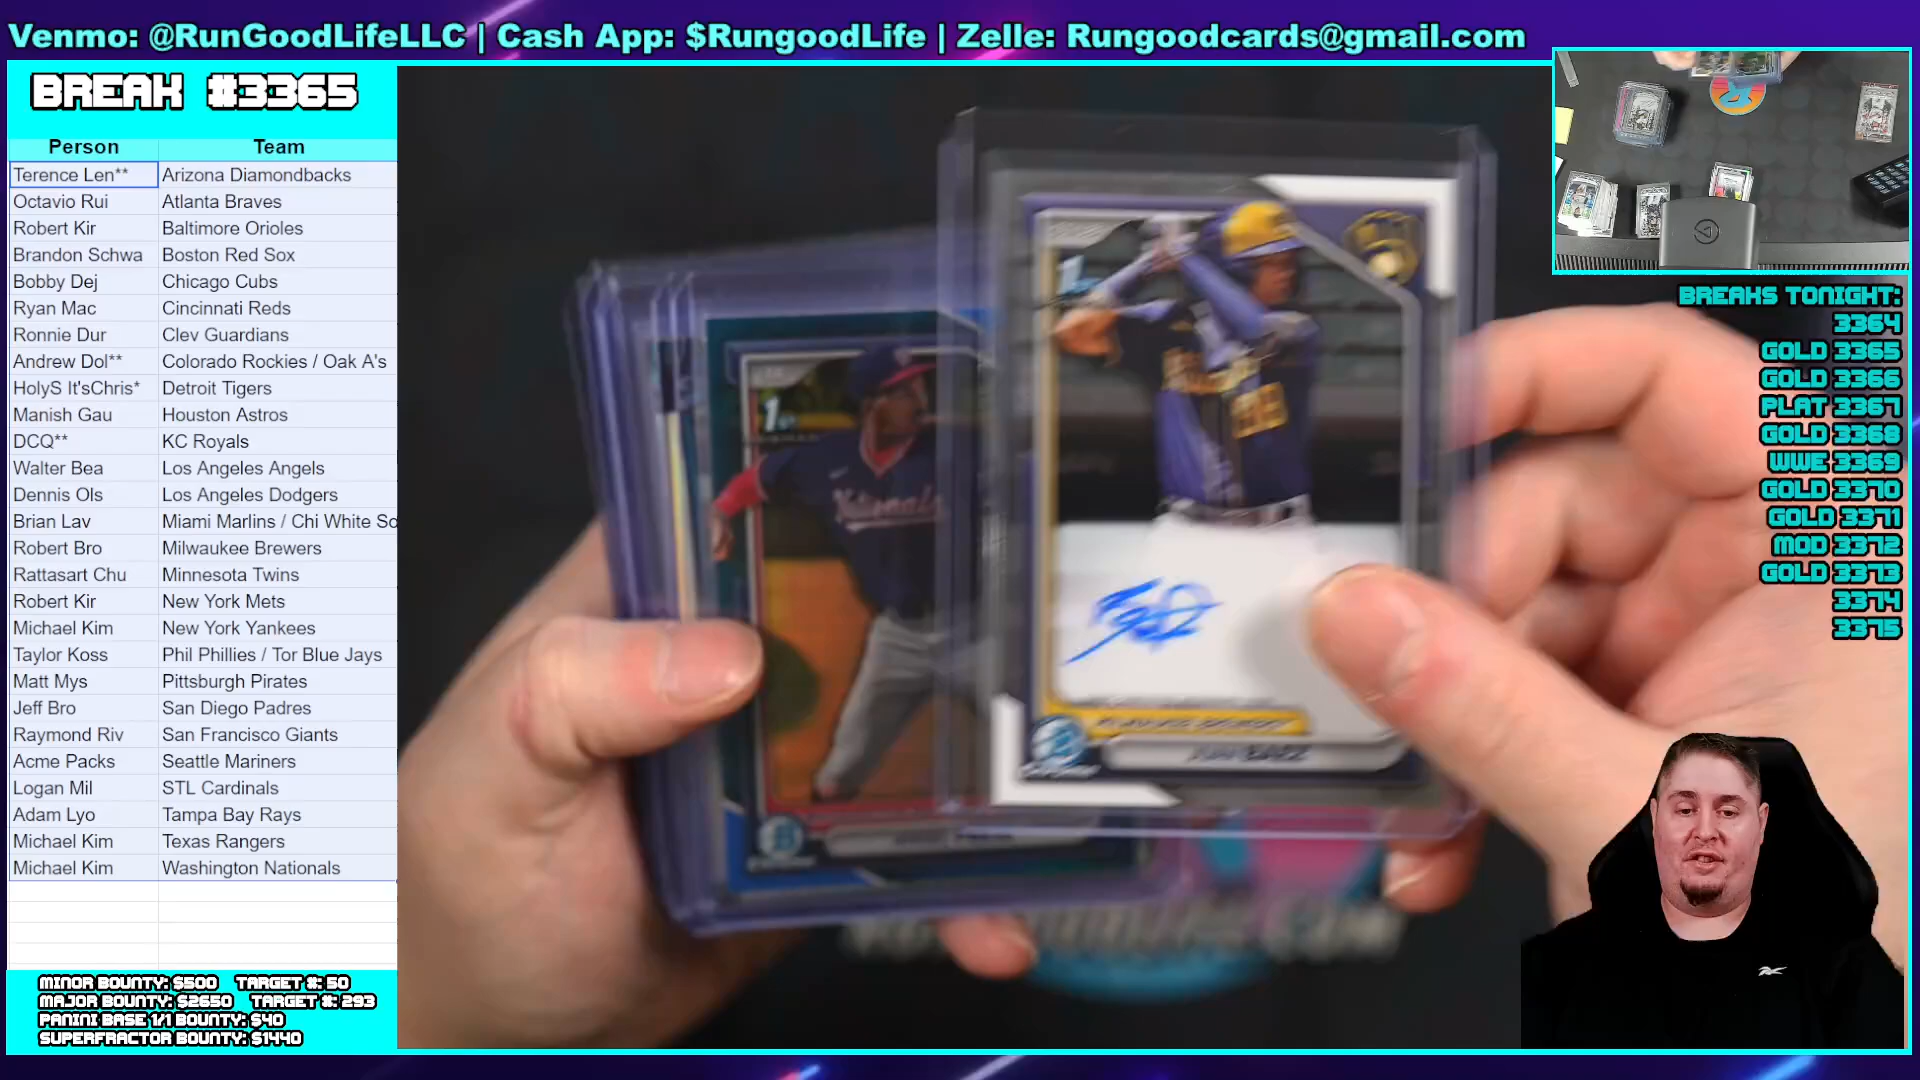 Venmo: @RunGoodLifeLLC | Cash App: $RungoodLife | Zelle: Rungoodcards@gmail.com
BREAK #3365
Person Team
Terence Len** Arizona Diamondbacks
Octavio Rui Atlanta Braves
Robert Kir Baltimore Orioles
Brandon Schwa Boston Red Sox
Bobby Dej Chicago Cubs
Ryan Mac Cincinnati Reds
Ronnie Dur Clev Guardians
Andrew Dol** Colorado Rockies / Oak A's
HolyS It'sChris* Detroit Tigers
Manish Gau Houston Astros
DCQ** KC Royals
Walter Bea Los Angeles Angels
Dennis Ols Los Angeles Dodgers
Brian Lav Miami Marlins / Chi White So
Robert Bro Milwaukee Brewers
Rattasart Chu Minnesota Twins
Robert Kir New York Mets
Michael Kim New York Yankees
Taylor Koss Phil Phillies / Tor Blue Jays
Matt Mys Pittsburgh Pirates
Jeff Bro San Diego Padres
Raymond Riv San Francisco Giants
Acme Packs Seattle Mariners
Logan Mil STL Cardinals
Adam Lyo Tampa Bay Rays
Michael Kim Texas Rangers
Michael Kim Washington Nationals
MINOR BOUNTY: $500 TARGET #: 50
MAJOR BOUNTY: $2650 TARGET #: 293
PANINI BASE 1/1 BOUNTY: $40
SUPERFRACTOR BOUNTY: $1440
1st
Nationals
1st
BREAKS TONIGHT:
3364
GOLD 3365
GOLD 3366
PLAT 3367
GOLD 3368
WWE 3369
GOLD 3370
GOLD 3371
MOD 3372
GOLD 3373
3374
3375